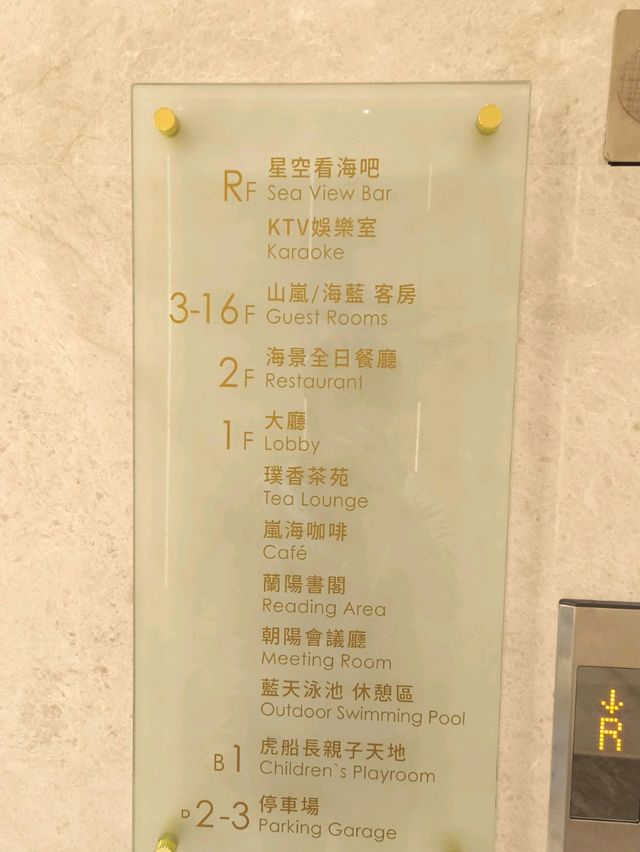 RF 星空看海吧
Sea View Bar
KTV娛樂室
Karaoke
3-16F 山嵐/海藍 客房
Guest Rooms
2F 海景全日餐廳
Restaurant
1F 大廳
Lobby
璞香茶苑
Tea Lounge
嵐海咖啡
Café
蘭陽書閣
Reading Area
朝陽會議廳
Meeting Room
藍天泳池 休憩區
Outdoor Swimming Pool
B1 虎船長親子天地
Children`s Playroom
2-3 停車場
Parking Garage
↓
R